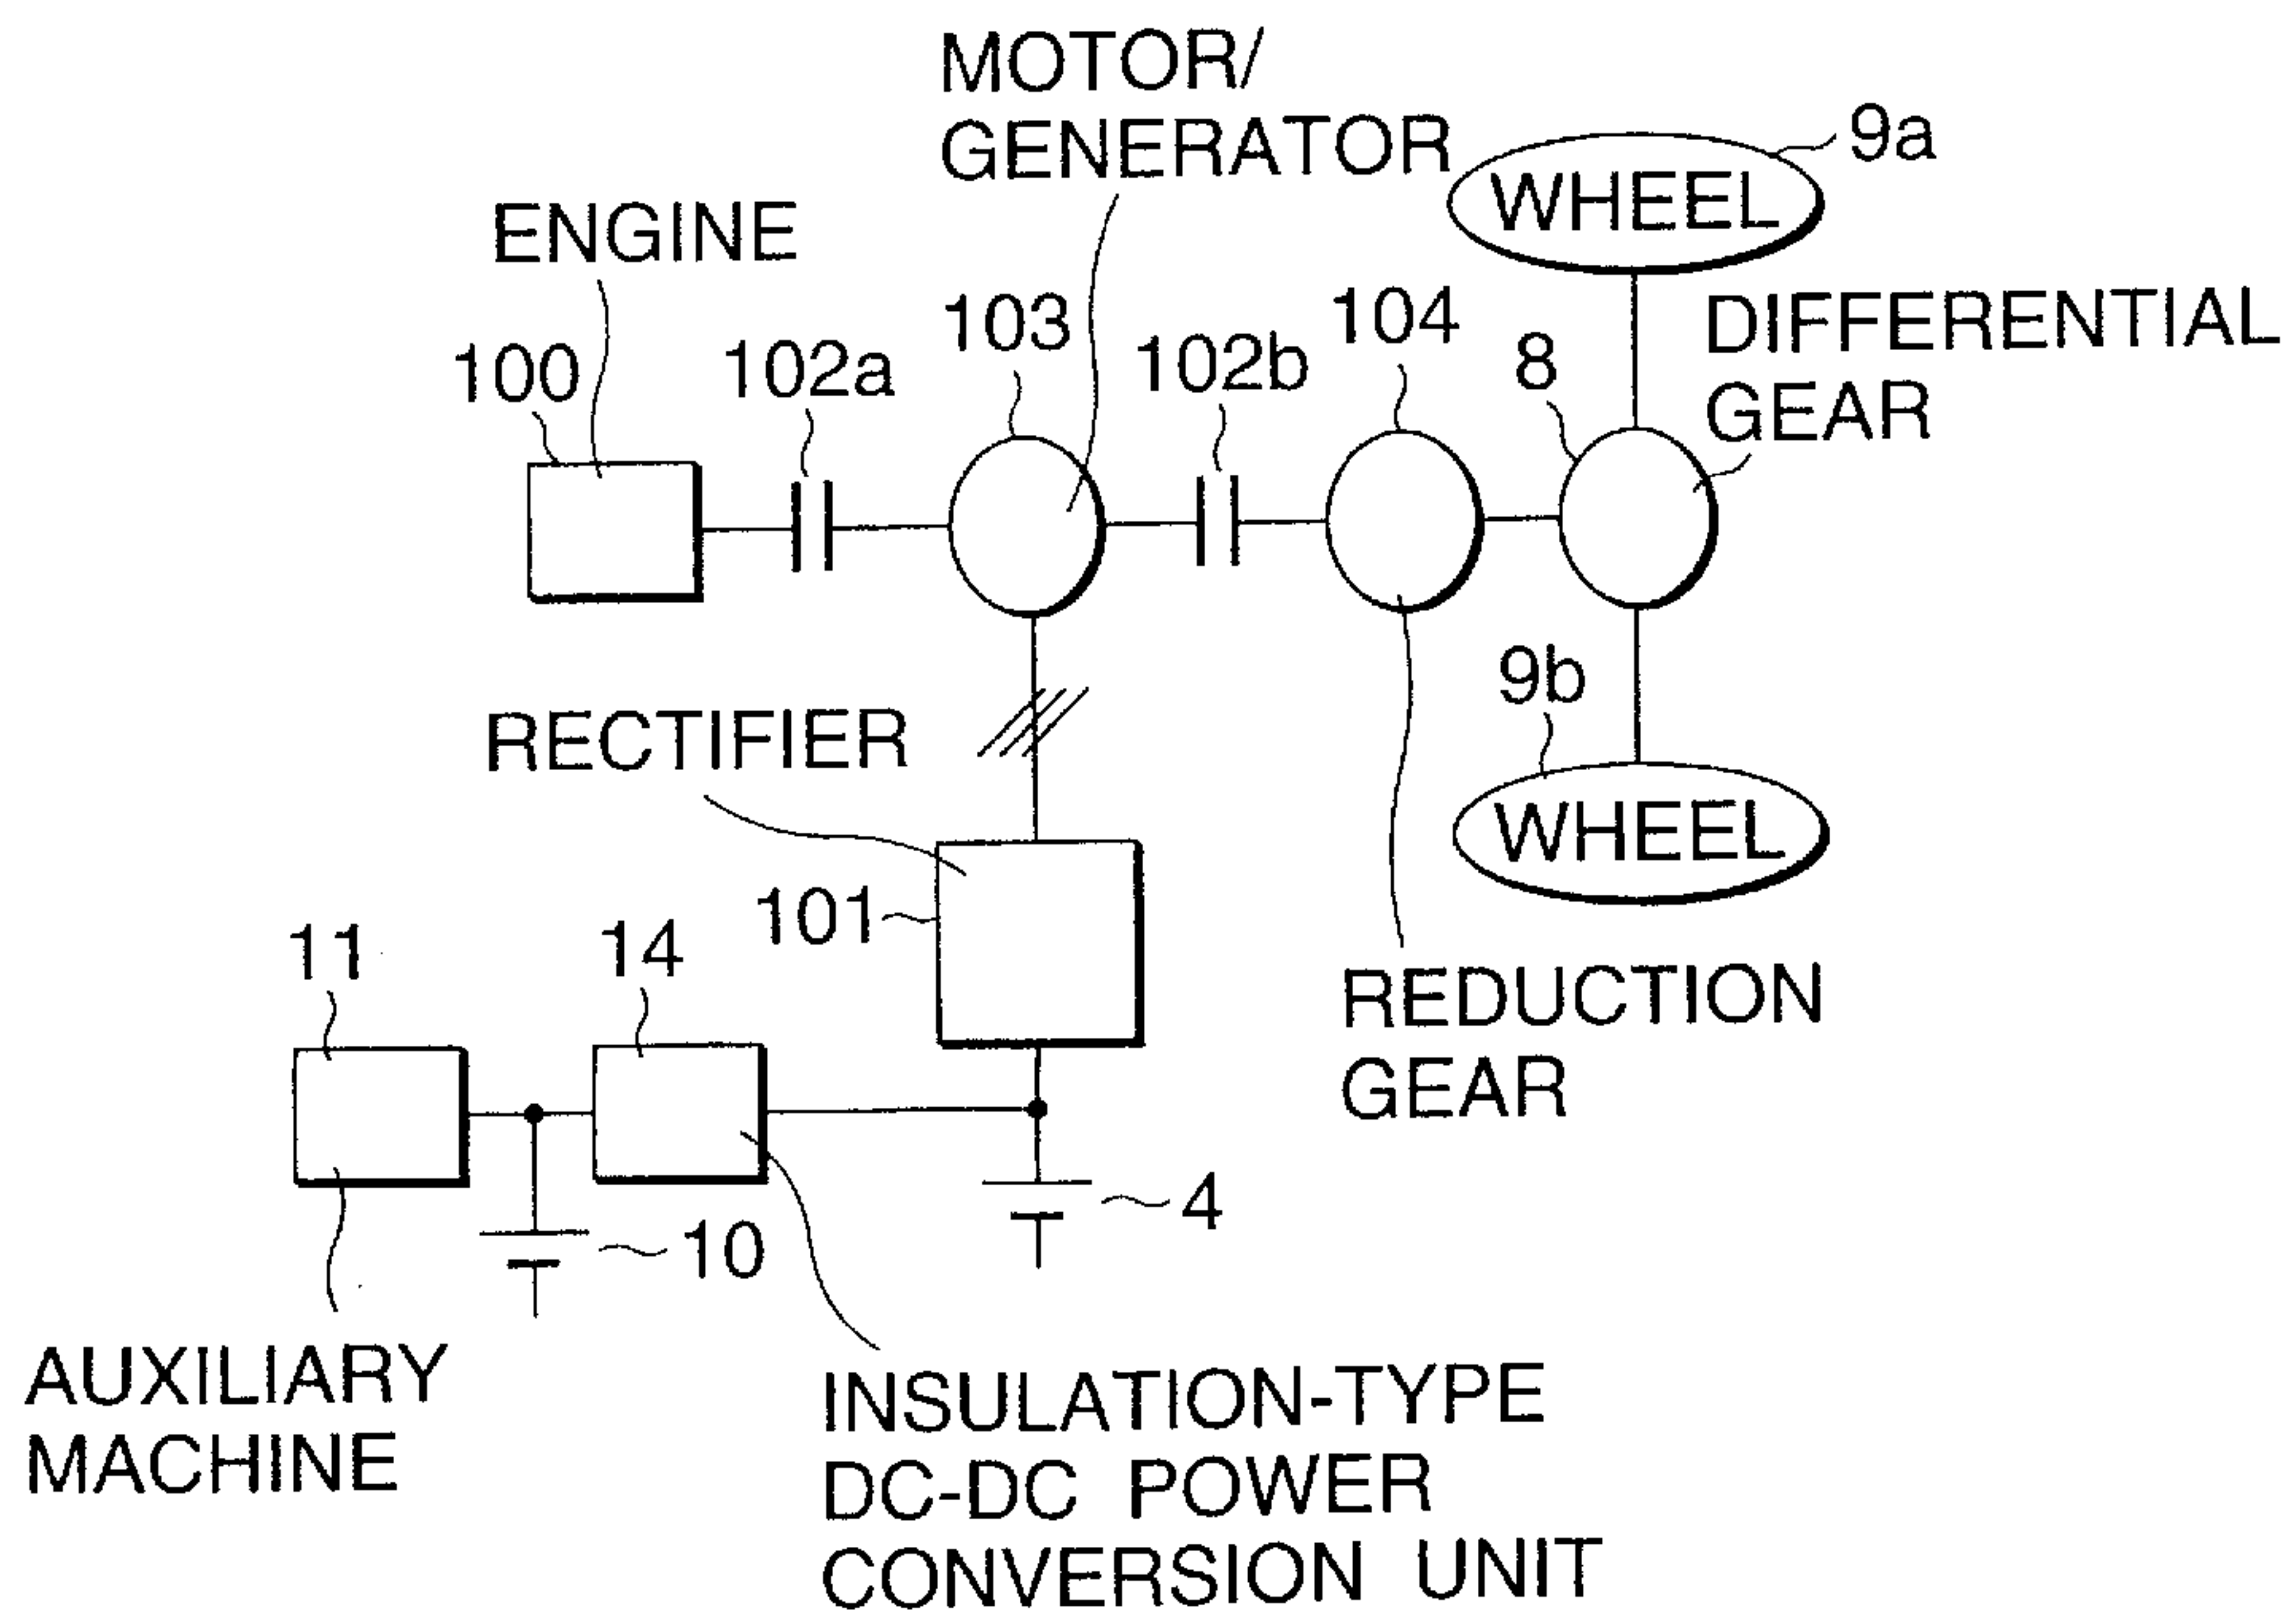 MOTOR/
GENERATOR
9a
WHEEL
ENGINE
103
104
DIFFERENTIAL
GEAR
100
102a
102b
8
RECTIFIER
9b
WHEEL
101
11
14
REDUCTION
GEAR
4
10
AUXILIARY
MACHINE
INSULATION-TYPE
DC-DC POWER
CONVERSION UNIT